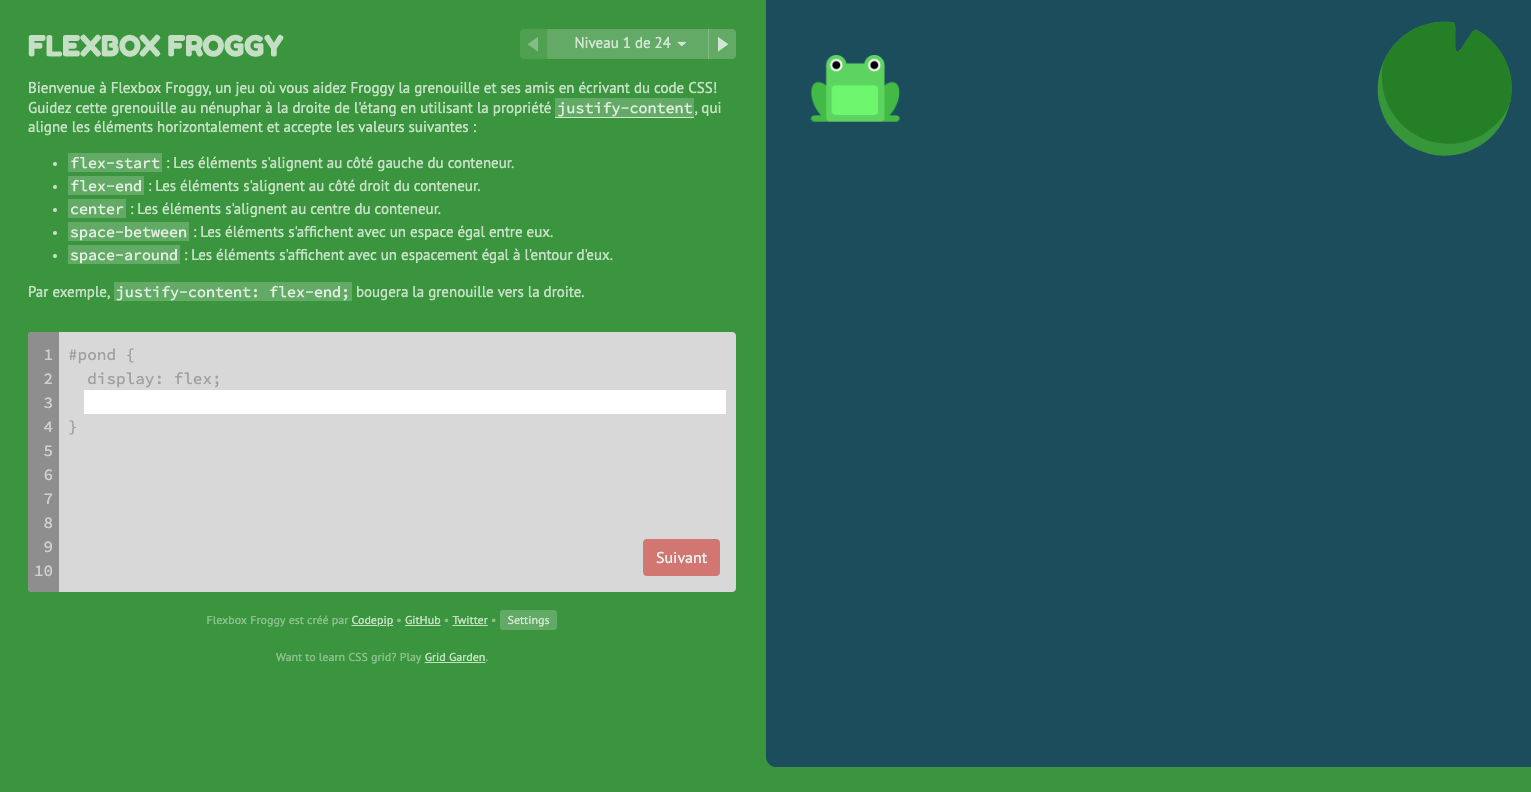 FLEXBOX FROGGY
Niveau 1 de 24
Bienvenue à Flexbox Froggy, un jeu où vous aidez Froggy la grenouille et ses amis en écrivant du code CSS!
Guidez cette grenouille au nénuphar à la droite de l'étang en utilisant la propriété justify-content, qui
aligne les éléments horizontalement et accepte les valeurs suivantes :
• flex-start : Les éléments s'alignent au côté gauche du conteneur.
• flex-end : Les éléments s'alignent au côté droit du conteneur.
• center : Les éléments s'alignent au centre du conteneur.
• space-between : Les éléments s'affichent avec un espace égal entre eux.
• space-around : Les éléments s'affichent avec un espacement égal à l'entour d'eux.
Par exemple, justify-content: flex-end; bougera la grenouille vers la droite.
1 #pond {
2 display: flex;
3
4 }
5
6
7
8
9
10
Suivant
Flexbox Froggy est créé par Codepip • GitHub • Twitter • Settings
Want to learn CSS grid? Play Grid Garden.